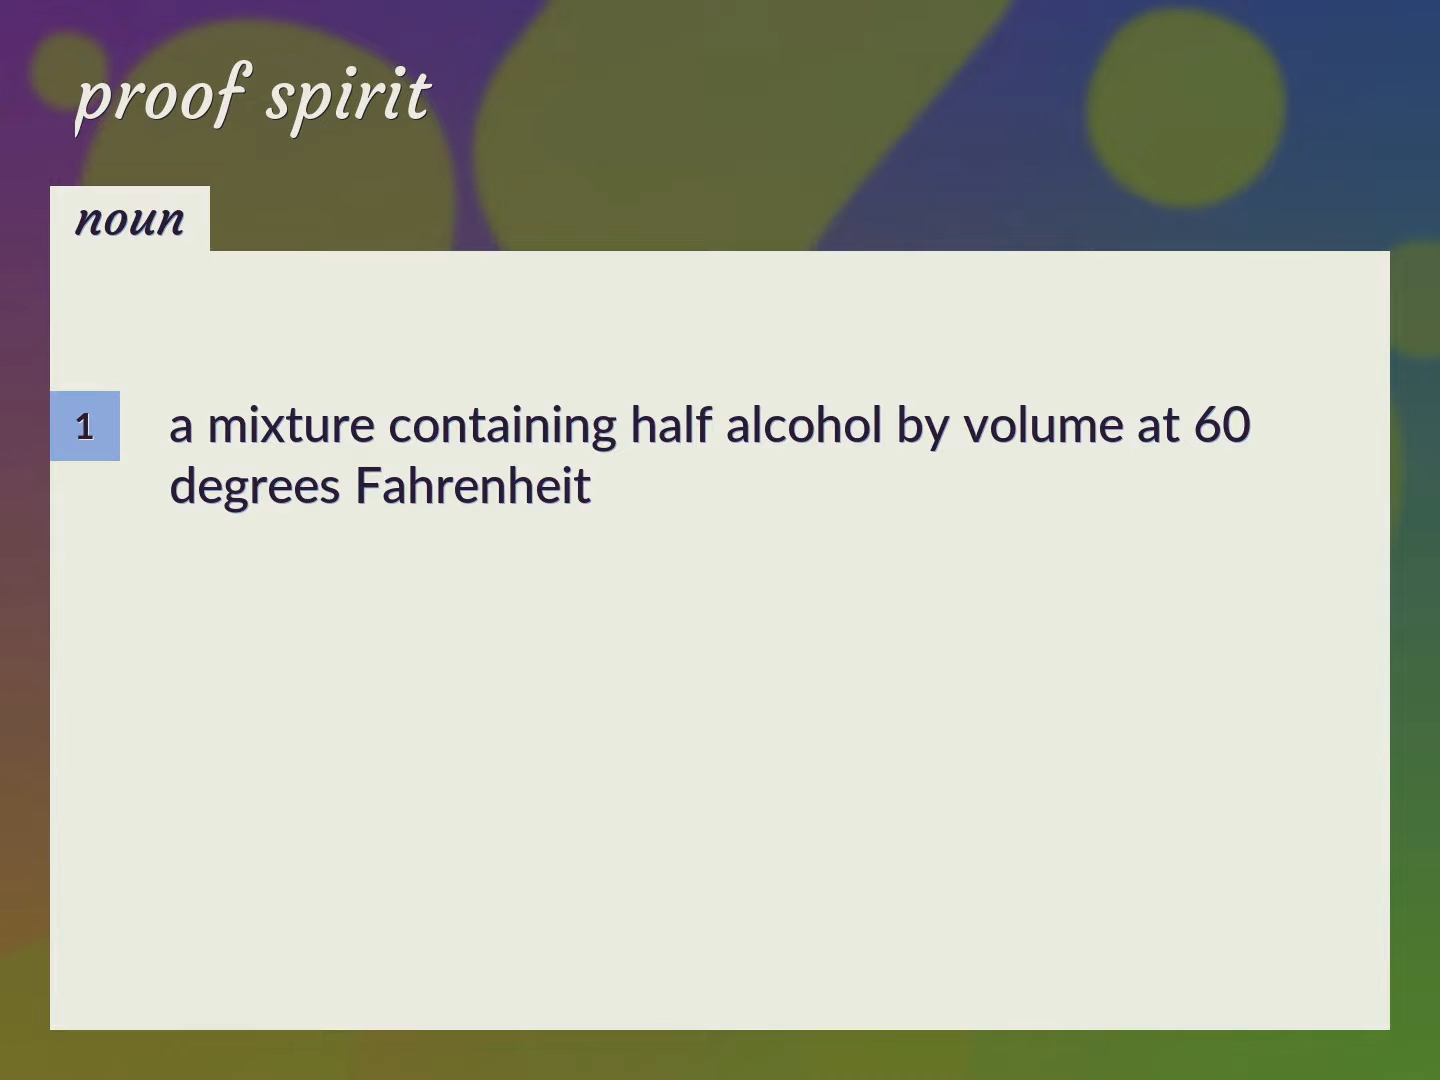 proof spirit
noun
1 a mixture containing half alcohol by volume at 60
degrees Fahrenheit